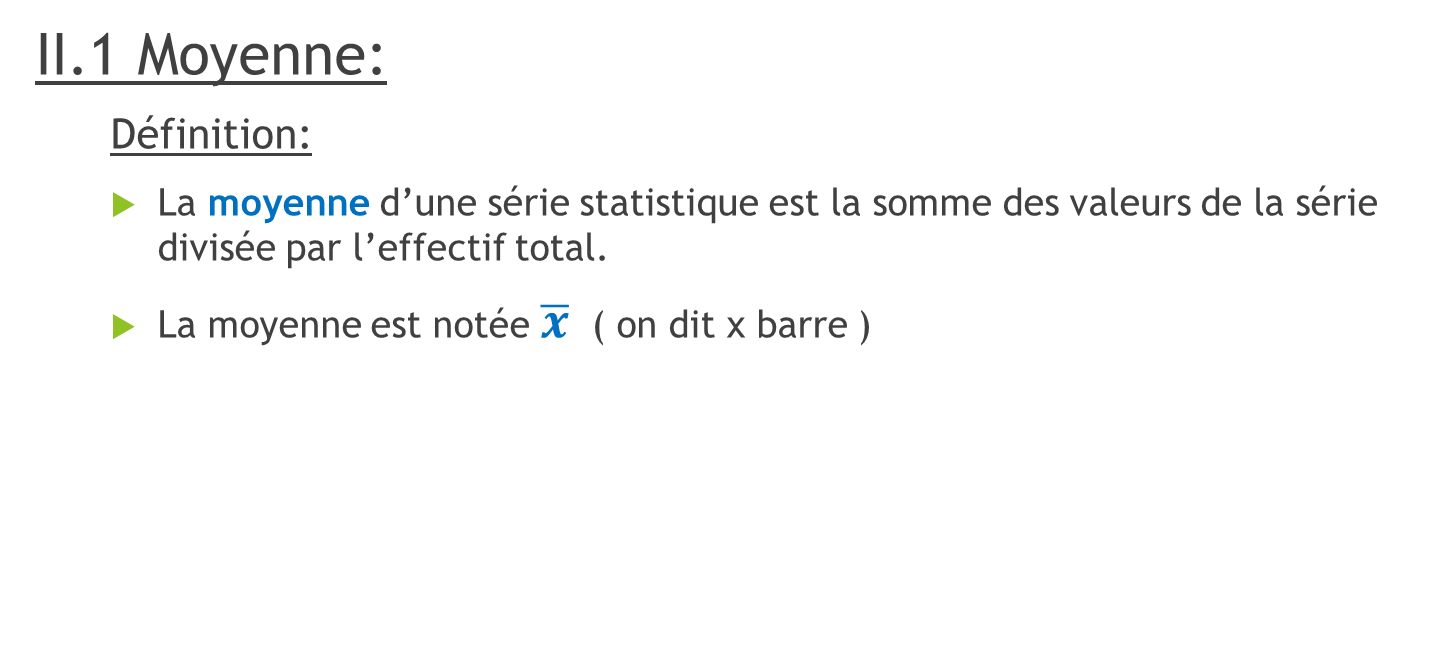 II.1 Moyenne:
Définition:
La moyenne d’une série statistique est la somme des valeurs de la série
divisée par l’effectif total.
La moyenne est notée x̅ ( on dit x barre )